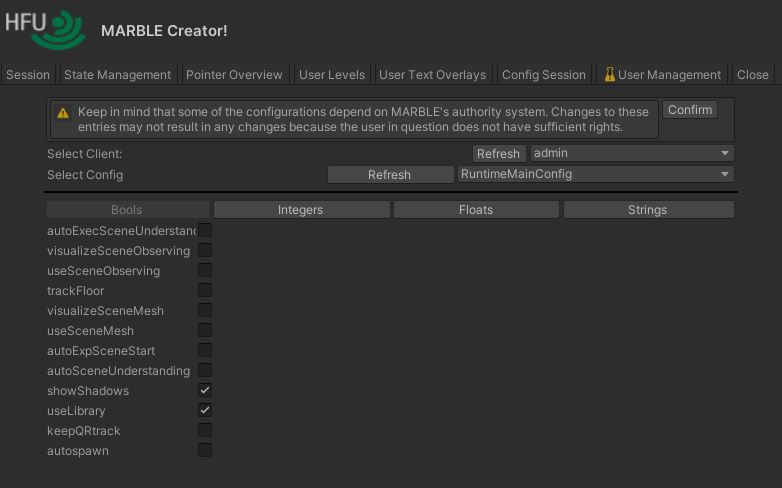 HFU
MARBLE Creator!
Session State Management Pointer Overview User Levels User Text Overlays Config Session User Management Close
Keep in mind that some of the configurations depend on MARBLE's authority system. Changes to these
entries may not result in any changes because the user in question does not have sufficient rights.
Confirm
Select Client: Refresh admin
Select Config Refresh RuntimeMainConfig
Bools Integers Floats Strings
autoExecSceneUnderstand
visualizeSceneObserving
useSceneObserving
trackFloor
visualizeSceneMesh
useSceneMesh
autoExpSceneStart
autoSceneUnderstanding
showShadows
useLibrary
keepQRtrack
autospawn